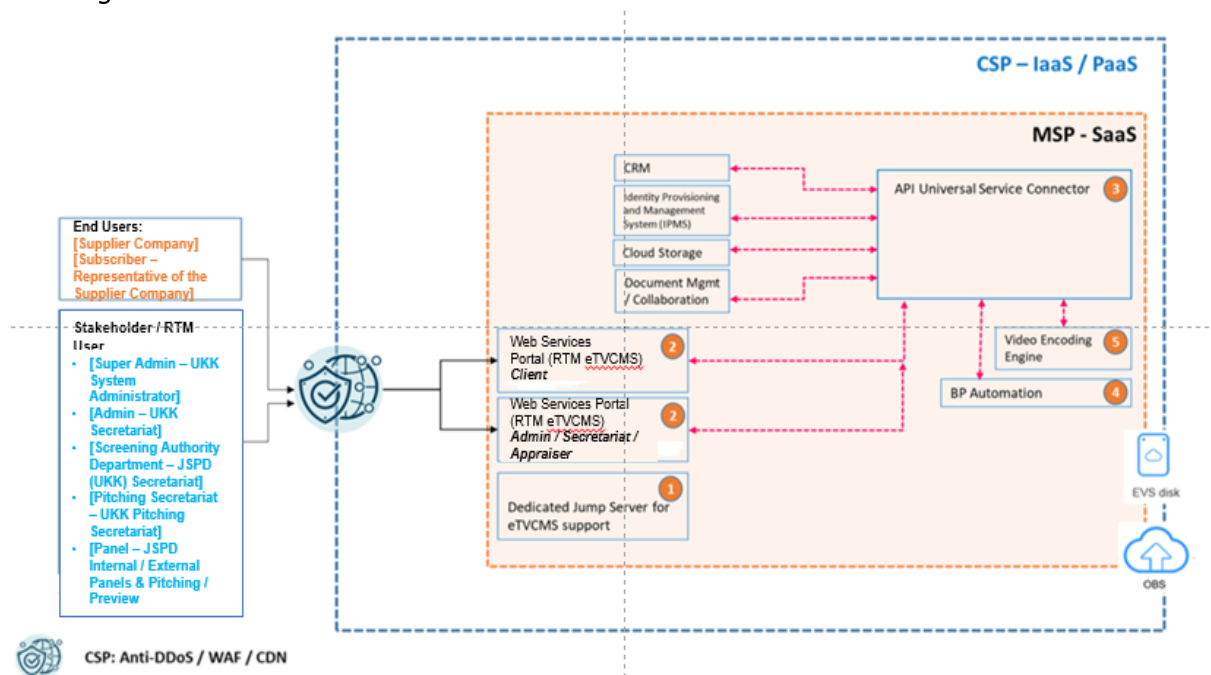 CSP – IaaS / PaaS
MSP - SaaS
CRM
Identity Provisioning
and Management
System (IPMS)
Cloud Storage
Document Mgmt
/ Collaboration
API Universal Service Connector
3
End Users:
[Supplier Company]
[Subscriber –
Representative of the
Supplier Company]
Stakeholder / RTM
User
• [Super Admin – UKK
System
Administrator]
• [Admin – UKK
Secretariat]
• [Screening Authority
Department – JSPD
(UKK) Secretariat]
• [Pitching Secretariat
– UKK Pitching
Secretariat]
• [Panel – JSPD
Internal / External
Panels & Pitching /
Preview
Web Services
Portal (RTM eTVCMS)
Client
2
Web Services Portal
(RTM eTVCMS)
Admin / Secretariat /
Appraiser
2
Dedicated Jump Server for
eTVCMS support
1
Video Encoding
Engine
5
BP Automation
4
EVS disk
OBS
CSP: Anti-DDoS / WAF / CDN